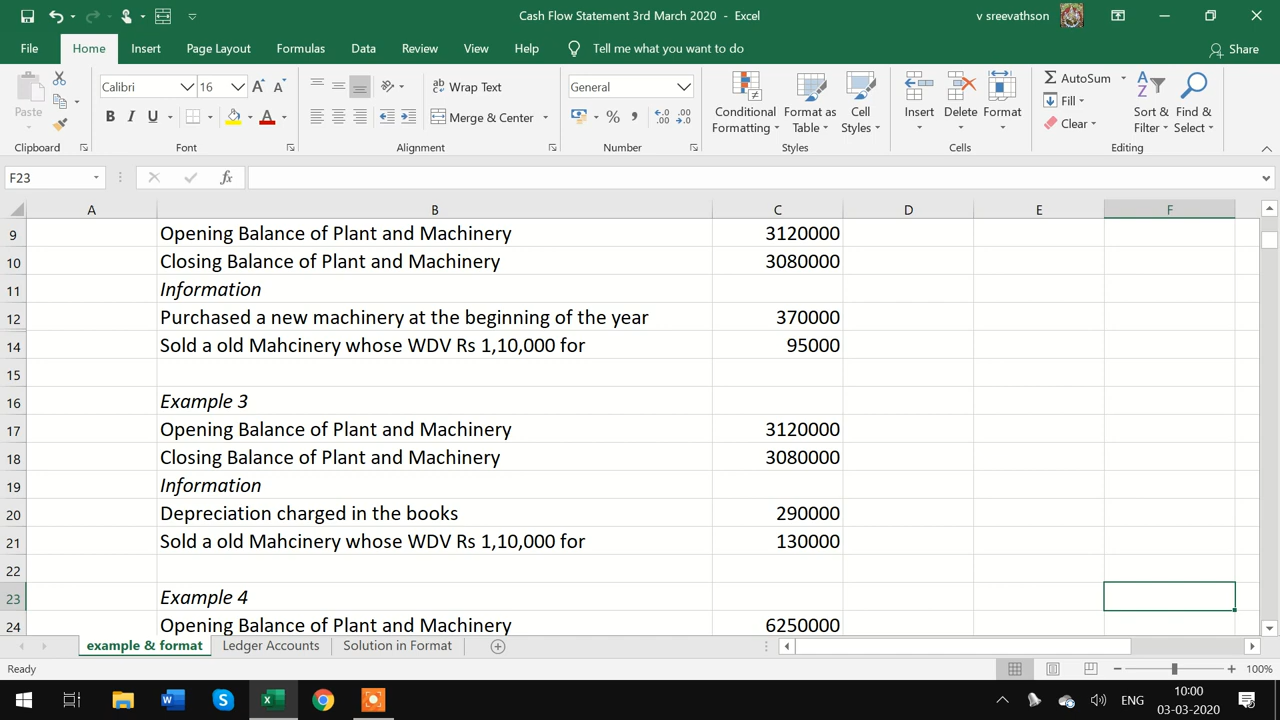 Cash Flow Statement 3rd March 2020 - Excel
v sreevathson
File Home Insert Page Layout Formulas Data Review View Help Tell me what you want to do Share
Paste
Clipboard
Calibri 16
B I U
Font
Wrap Text
Merge & Center
Alignment
General
Number
Conditional Formatting
Format as Table
Cell Styles
Styles
Insert
Delete
Format
Cells
AutoSum
Fill
Clear
Sort & Filter
Find & Select
Editing
F23
fx
A B C D E F
9 Opening Balance of Plant and Machinery 3120000
10 Closing Balance of Plant and Machinery 3080000
11 Information
12 Purchased a new machinery at the beginning of the year 370000
14 Sold a old Mahcinery whose WDV Rs 1,10,000 for 95000
15
16 Example 3
17 Opening Balance of Plant and Machinery 3120000
18 Closing Balance of Plant and Machinery 3080000
19 Information
20 Depreciation charged in the books 290000
21 Sold a old Mahcinery whose WDV Rs 1,10,000 for 130000
22
23 Example 4
24 Opening Balance of Plant and Machinery 6250000
example & format Ledger Accounts Solution in Format
Ready 100%
ENG 10:00
03-03-2020